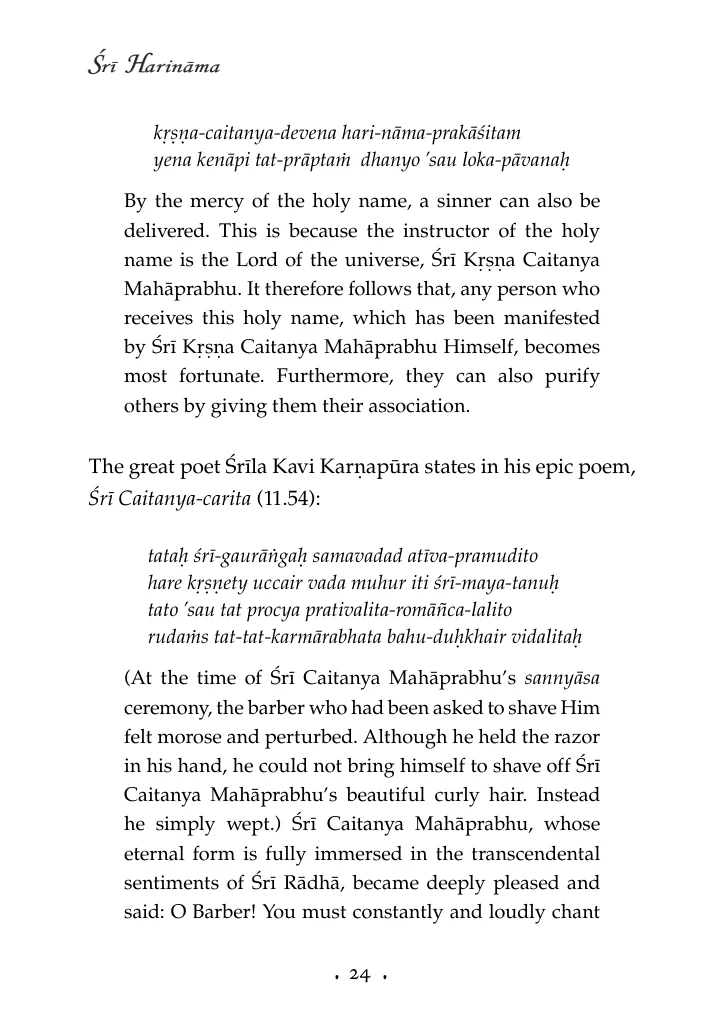 Śrī Harināma
kṛṣṇa-caitanya-devena hari-nāma-prakāśitam
yena kenāpi tat-prāptaṁ dhanyo ’sau loka-pāvanaḥ
By the mercy of the holy name, a sinner can also be
delivered. This is because the instructor of the holy
name is the Lord of the universe, Śrī Kṛṣṇa Caitanya
Mahāprabhu. It therefore follows that, any person who
receives this holy name, which has been manifested
by Śrī Kṛṣṇa Caitanya Mahāprabhu Himself, becomes
most fortunate. Furthermore, they can also purify
others by giving them their association.
The great poet Śrīla Kavi Karṇapūra states in his epic poem,
Śrī Caitanya-carita (11.54):
tataḥ śrī-gaurāṅgaḥ samavadad atīva-pramudito
hare kṛṣṇety uccair vada muhur iti śrī-maya-tanuḥ
tato ’sau tat procya prativalita-romāñca-lalito
rudaṁs tat-tat-karmārabhata bahu-duḥkhair vidalitaḥ
(At the time of Śrī Caitanya Mahāprabhu’s sannyāsa
ceremony, the barber who had been asked to shave Him
felt morose and perturbed. Although he held the razor
in his hand, he could not bring himself to shave off Śrī
Caitanya Mahāprabhu’s beautiful curly hair. Instead
he simply wept.) Śrī Caitanya Mahāprabhu, whose
eternal form is fully immersed in the transcendental
sentiments of Śrī Rādhā, became deeply pleased and
said: O Barber! You must constantly and loudly chant
• 24 •